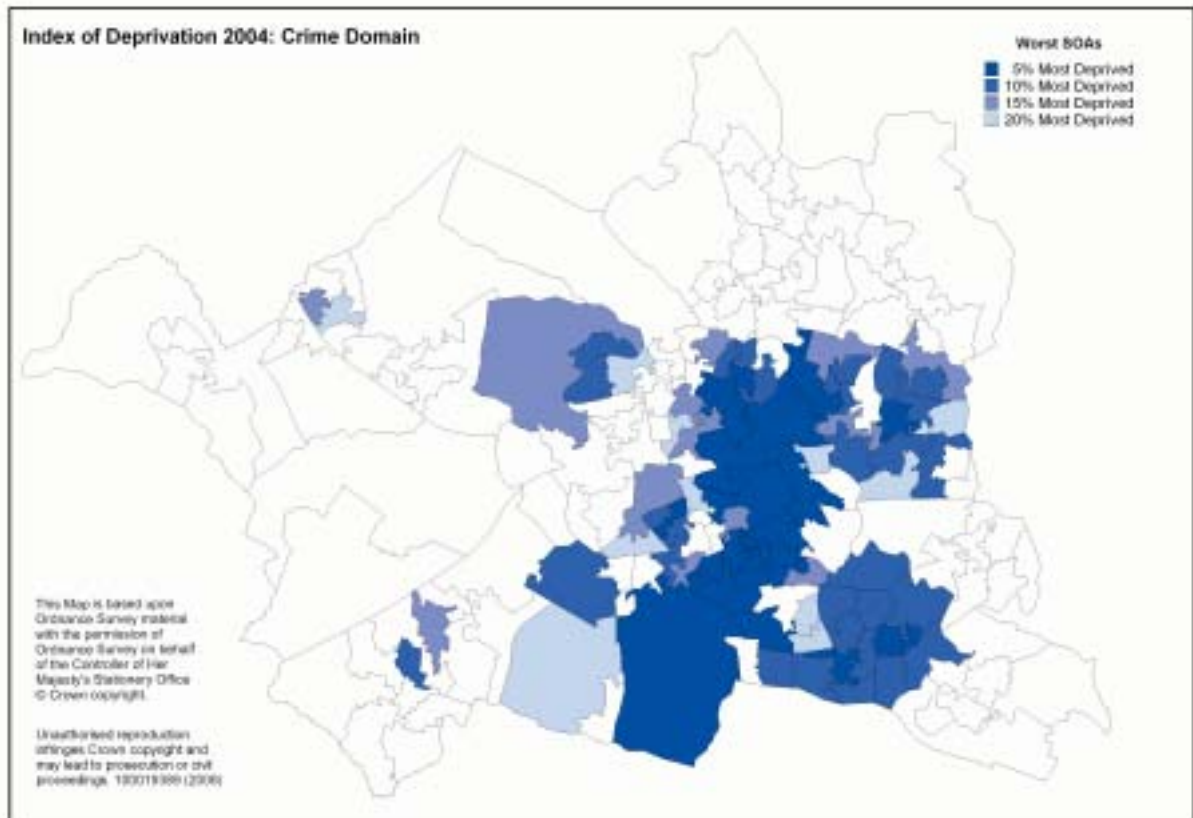 Index of Deprivation 2004: Crime Domain
Worst SOAs
5% Most Deprived
10% Most Deprived
15% Most Deprived
20% Most Deprived
This Map is based upon
Ordnance Survey material
with the permission of
Ordnance Survey on behalf
of the Controller of Her
Majesty's Stationery Office
© Crown copyright.
Unauthorised reproduction
infringes Crown copyright and
may lead to prosecution or civil
proceedings. 100019389 (2006)